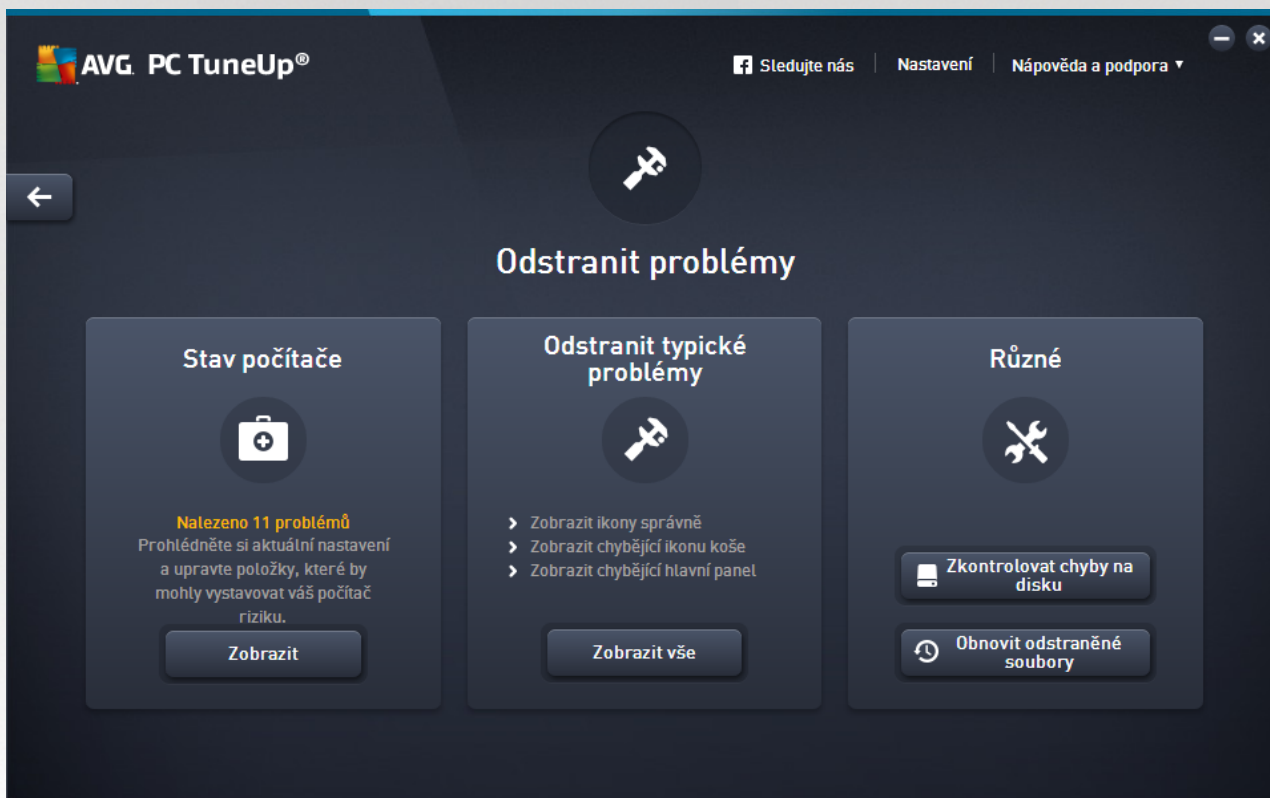 AVG. PC TuneUp®
Sledujte nás
Nastavení
Nápověda a podpora
Odstranit problémy
Stav počítače
Nalezeno 11 problémů
Prohlédněte si aktuální nastavení
a upravte položky, které by
mohly vystavovat váš počítač
riziku.
Zobrazit
Odstranit typické
problémy
Zobrazit ikony správně
Zobrazit chybějící ikonu koše
Zobrazit chybějící hlavní panel
Zobrazit vše
Různé
Zkontrolovat chyby na
disku
Obnovit odstraněné
soubory